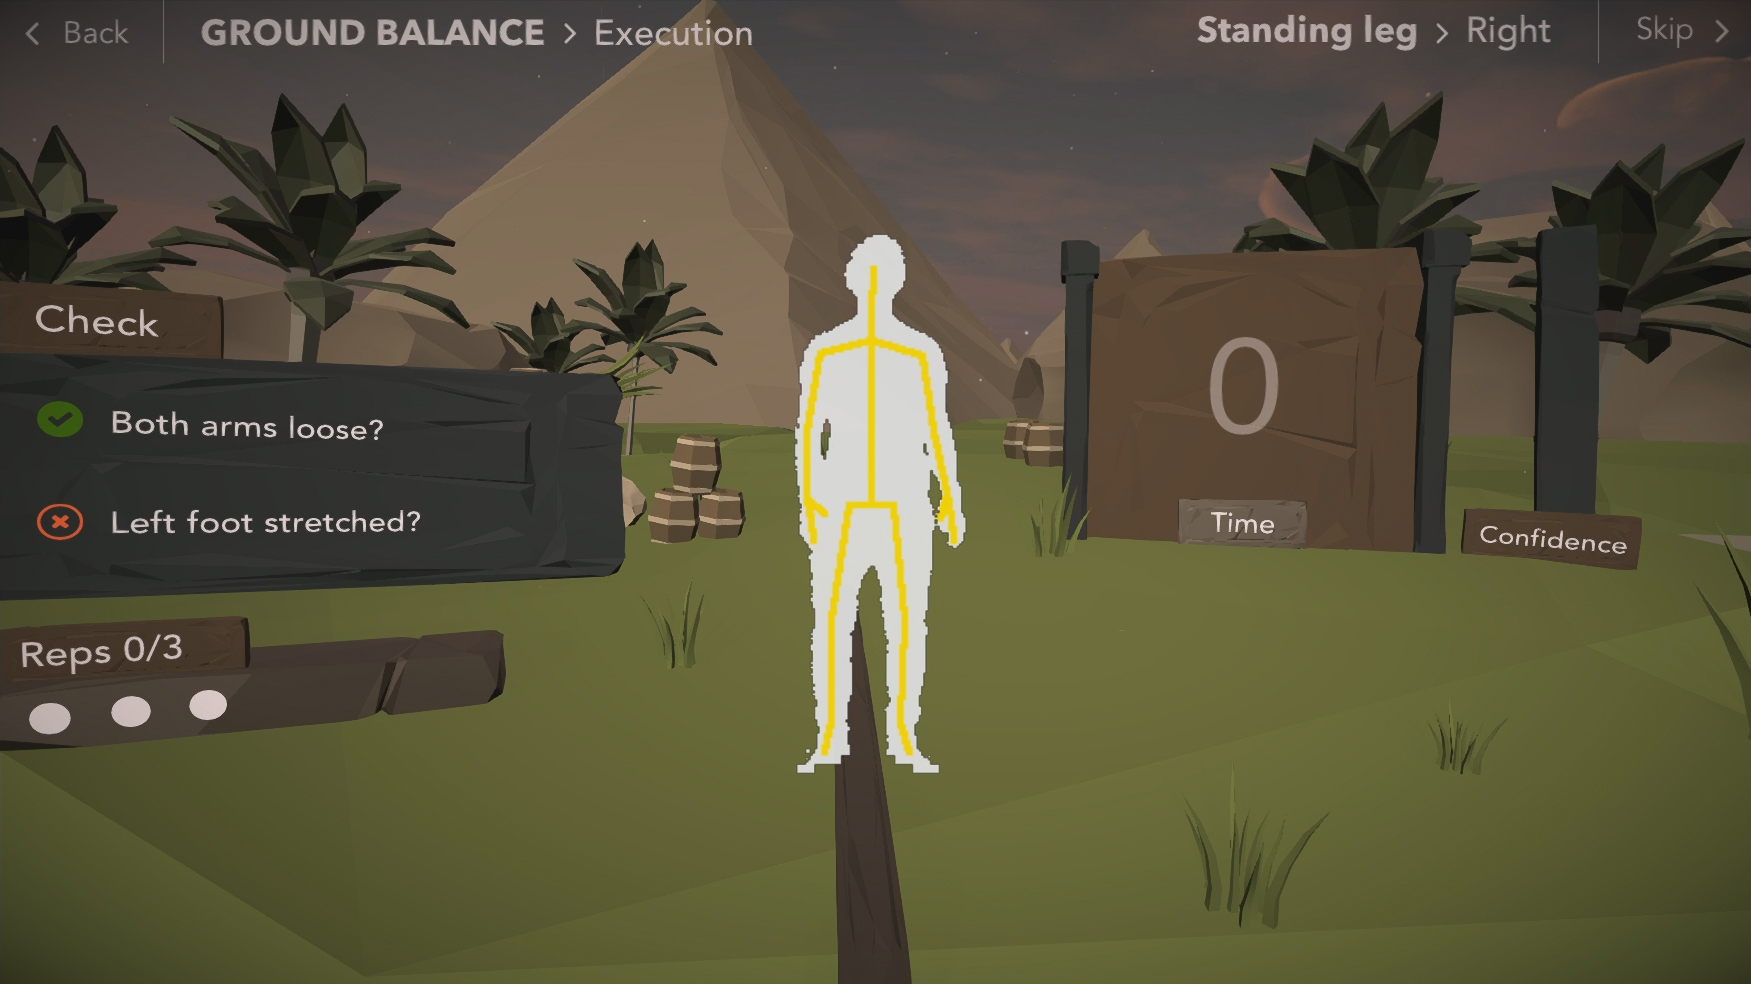 Back
GROUND BALANCE > Execution
Standing leg > Right
Skip
Check
Both arms loose?
Left foot stretched?
Reps 0/3
0
Time
Confidence